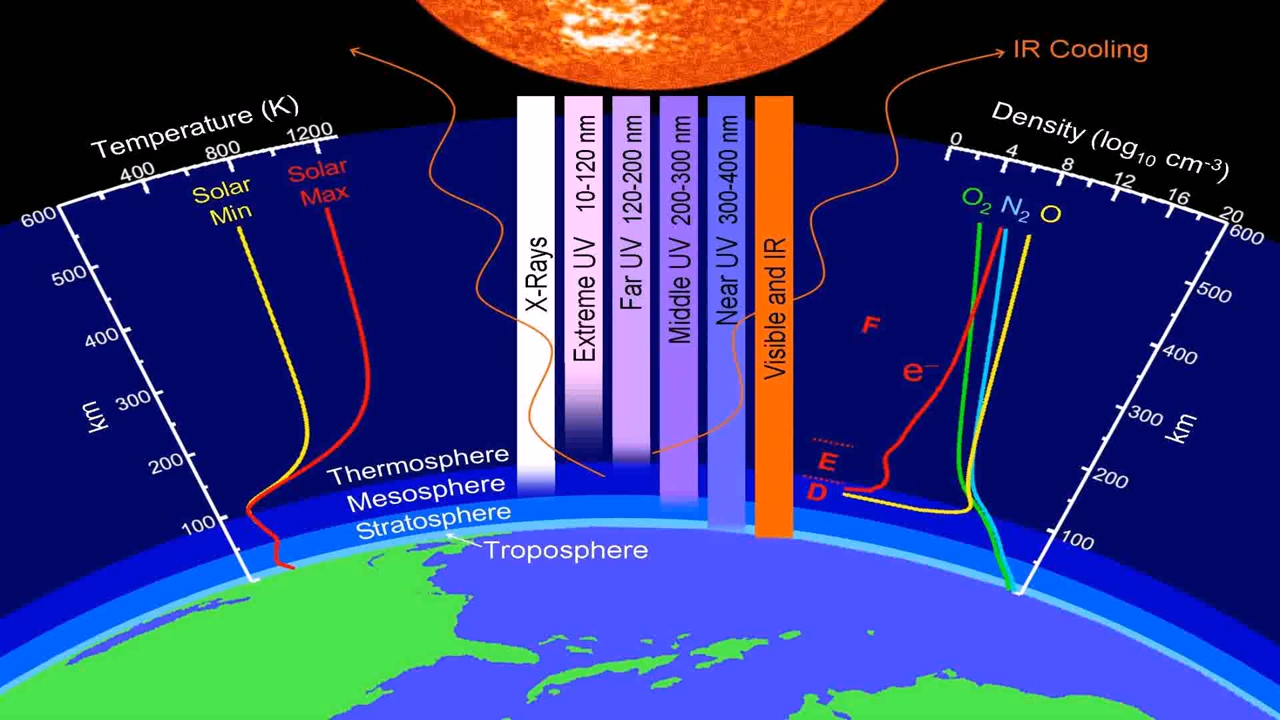 IR Cooling
Temperature (K)
400
800
1200
Solar
Min
Solar
Max
600
500
400
300
200
100
km
X-Rays
Extreme UV 10-120 nm
Far UV 120-200 nm
Middle UV 200-300 nm
Near UV 300-400 nm
Visible and IR
Density (log10 cm-3)
0
4
8
12
16
20
O2
N2
O
F
e−
E
D
600
500
400
300
200
100
km
Thermosphere
Mesosphere
Stratosphere
Troposphere